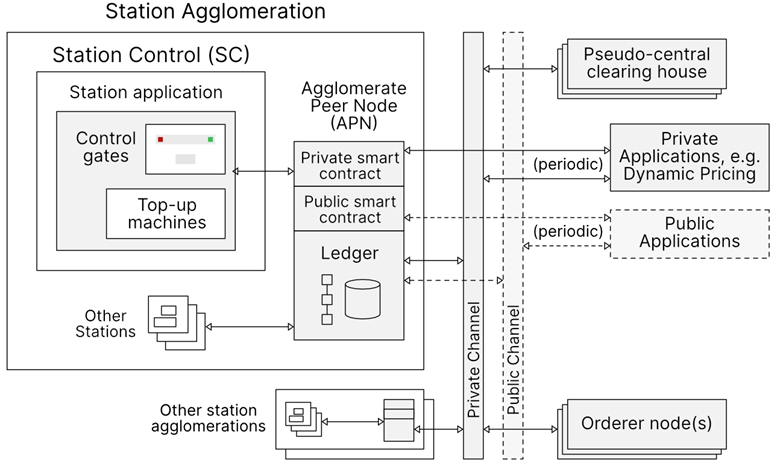 Station Agglomeration
Station Control (SC)
Station application
Control
gates
Top-up
machines
Other
Stations
Agglomerate
Peer Node
(APN)
Private smart
contract
Public smart
contract
Ledger
Other station
agglomerations
Private Channel
Public Channel
Pseudo-central
clearing house
Private
Applications, e.g.
Dynamic Pricing
(periodic)
Public
Applications
(periodic)
Orderer node(s)